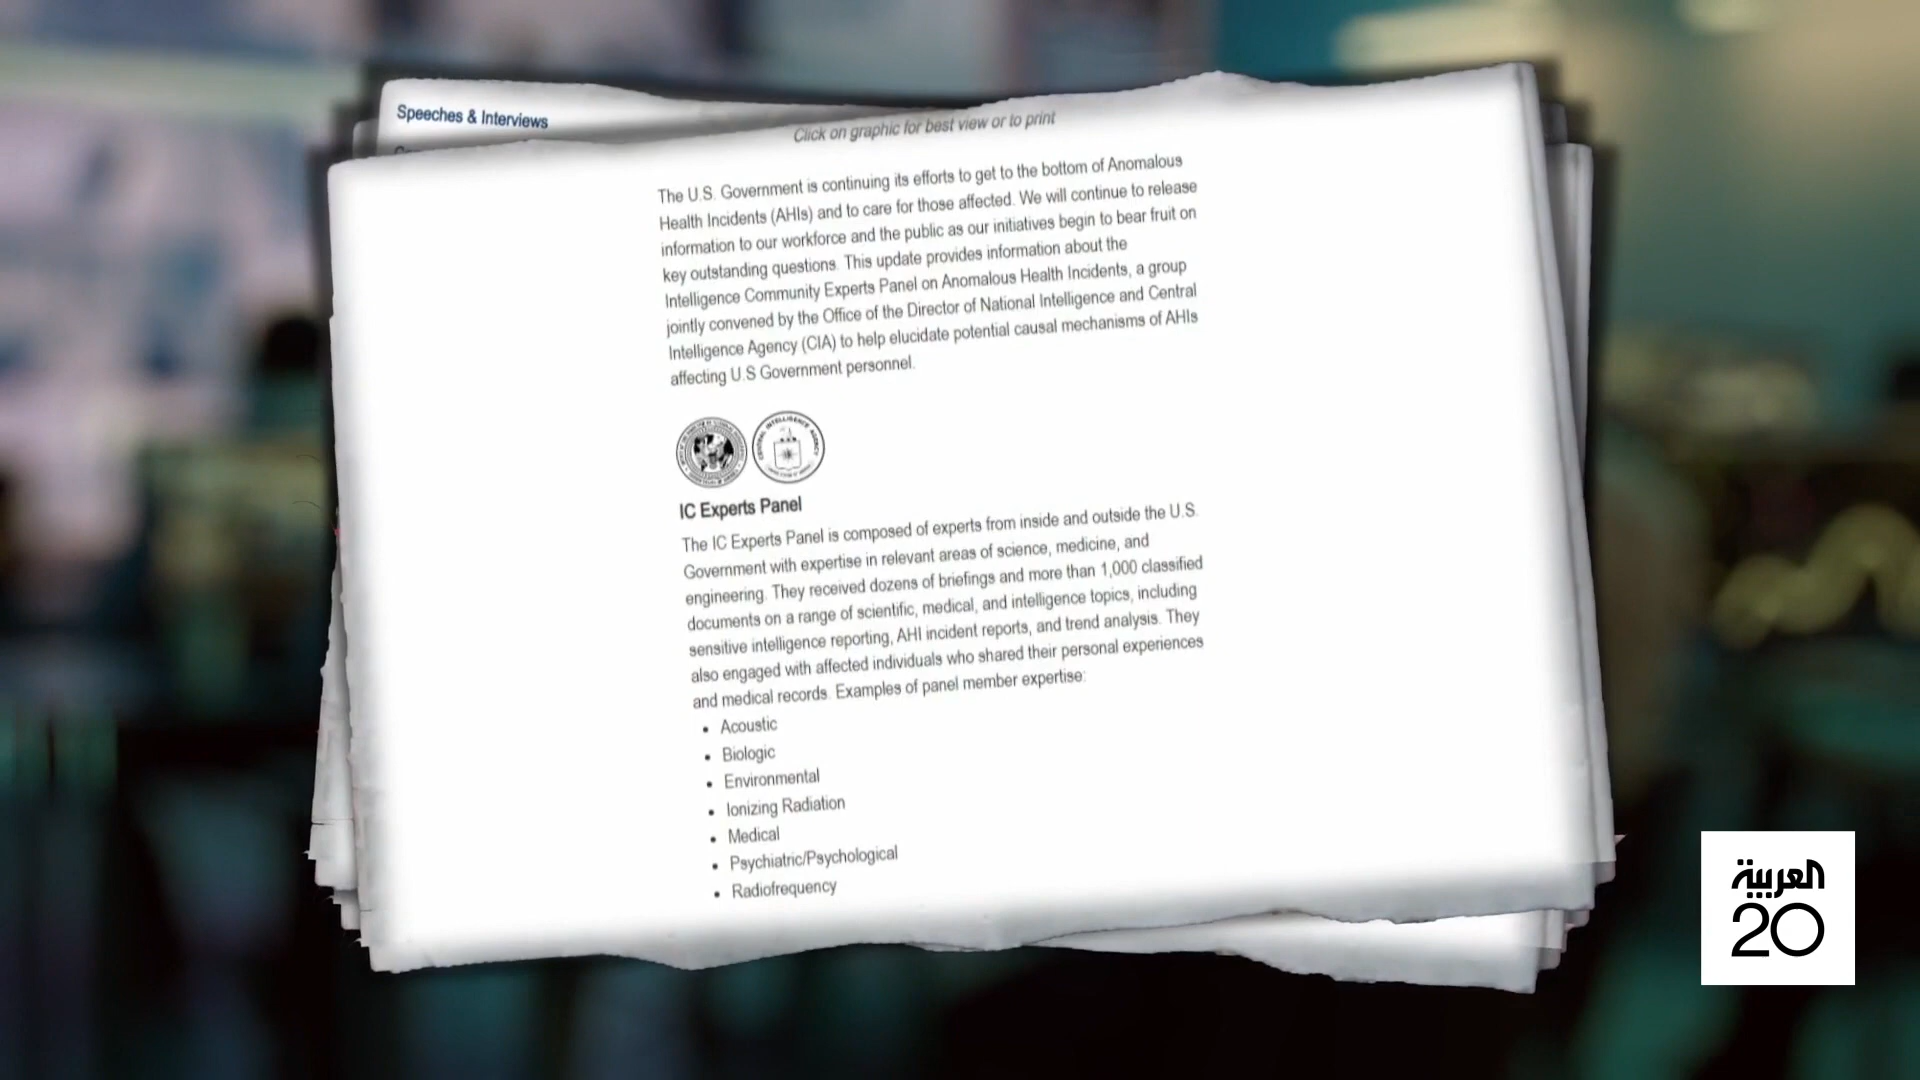 Speeches & Interviews
Click on graphic for best view or to print
The U.S. Government is continuing its efforts to get to the bottom of Anomalous
Health Incidents (AHIs) and to care for those affected. We will continue to release
information to our workforce and the public as our initiatives begin to bear fruit on
key outstanding questions. This update provides information about the
Intelligence Community Experts Panel on Anomalous Health Incidents, a group
jointly convened by the Office of the Director of National Intelligence and Central
Intelligence Agency (CIA) to help elucidate potential causal mechanisms of AHIs
affecting U.S Government personnel.
CENTRAL INTELLIGENCE AGENCY
IC Experts Panel
The IC Experts Panel is composed of experts from inside and outside the U.S.
Government with expertise in relevant areas of science, medicine, and
engineering. They received dozens of briefings and more than 1,000 classified
documents on a range of scientific, medical, and intelligence topics, including
sensitive intelligence reporting, AHI incident reports, and trend analysis. They
also engaged with affected individuals who shared their personal experiences
and medical records. Examples of panel member expertise:
• Acoustic
• Biologic
• Environmental
• Ionizing Radiation
• Medical
• Psychiatric/Psychological
• Radiofrequency
العربية
20